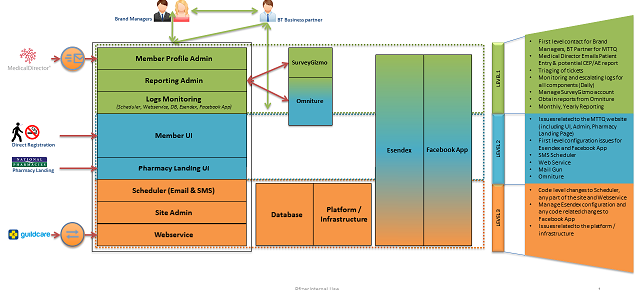 Brand Managers
BT Business partner
MedicalDirector
Member Profile Admin
Reporting Admin
Logs Monitoring
(Scheduler, Webservice, DB, Esendex, Facebook App)
Member UI
Pharmacy Landing UI
Scheduler (Email & SMS)
Site Admin
Webservice
Direct Registration
NATIONAL
PHARMACIES
Pharmacy Landing
guildcare
SurveyGizmo
Omniture
Database
Platform /
Infrastructure
Esendex
Facebook App
LEVEL 1
• First level contact for Brand
Managers, BT Partner for MTTQ
• Medical Director Emails Patient
Entry & potential CEP/AE report
• Triaging of tickets
• Monitoring and escalating logs for
all components (Daily)
• Manage SurveyGizmo account
• Obtain reports from Omniture
• Monthly, Yearly Reporting
LEVEL 2
• Issues related to the MTTQ website
(Including UI, Admin, Pharmacy
Landing Page)
• First level configuration issues for
Esendex and Facebook App
• SMS Scheduler
• Web Service
• Mail Gun
• Omniture
LEVEL 3
• Code level changes to Scheduler,
any part of the site and Webservice
• Manage Esendex configuration and
any code related changes to
Facebook App
• Issues related to the platform /
infrastructure
Pfizer Internal Use
1